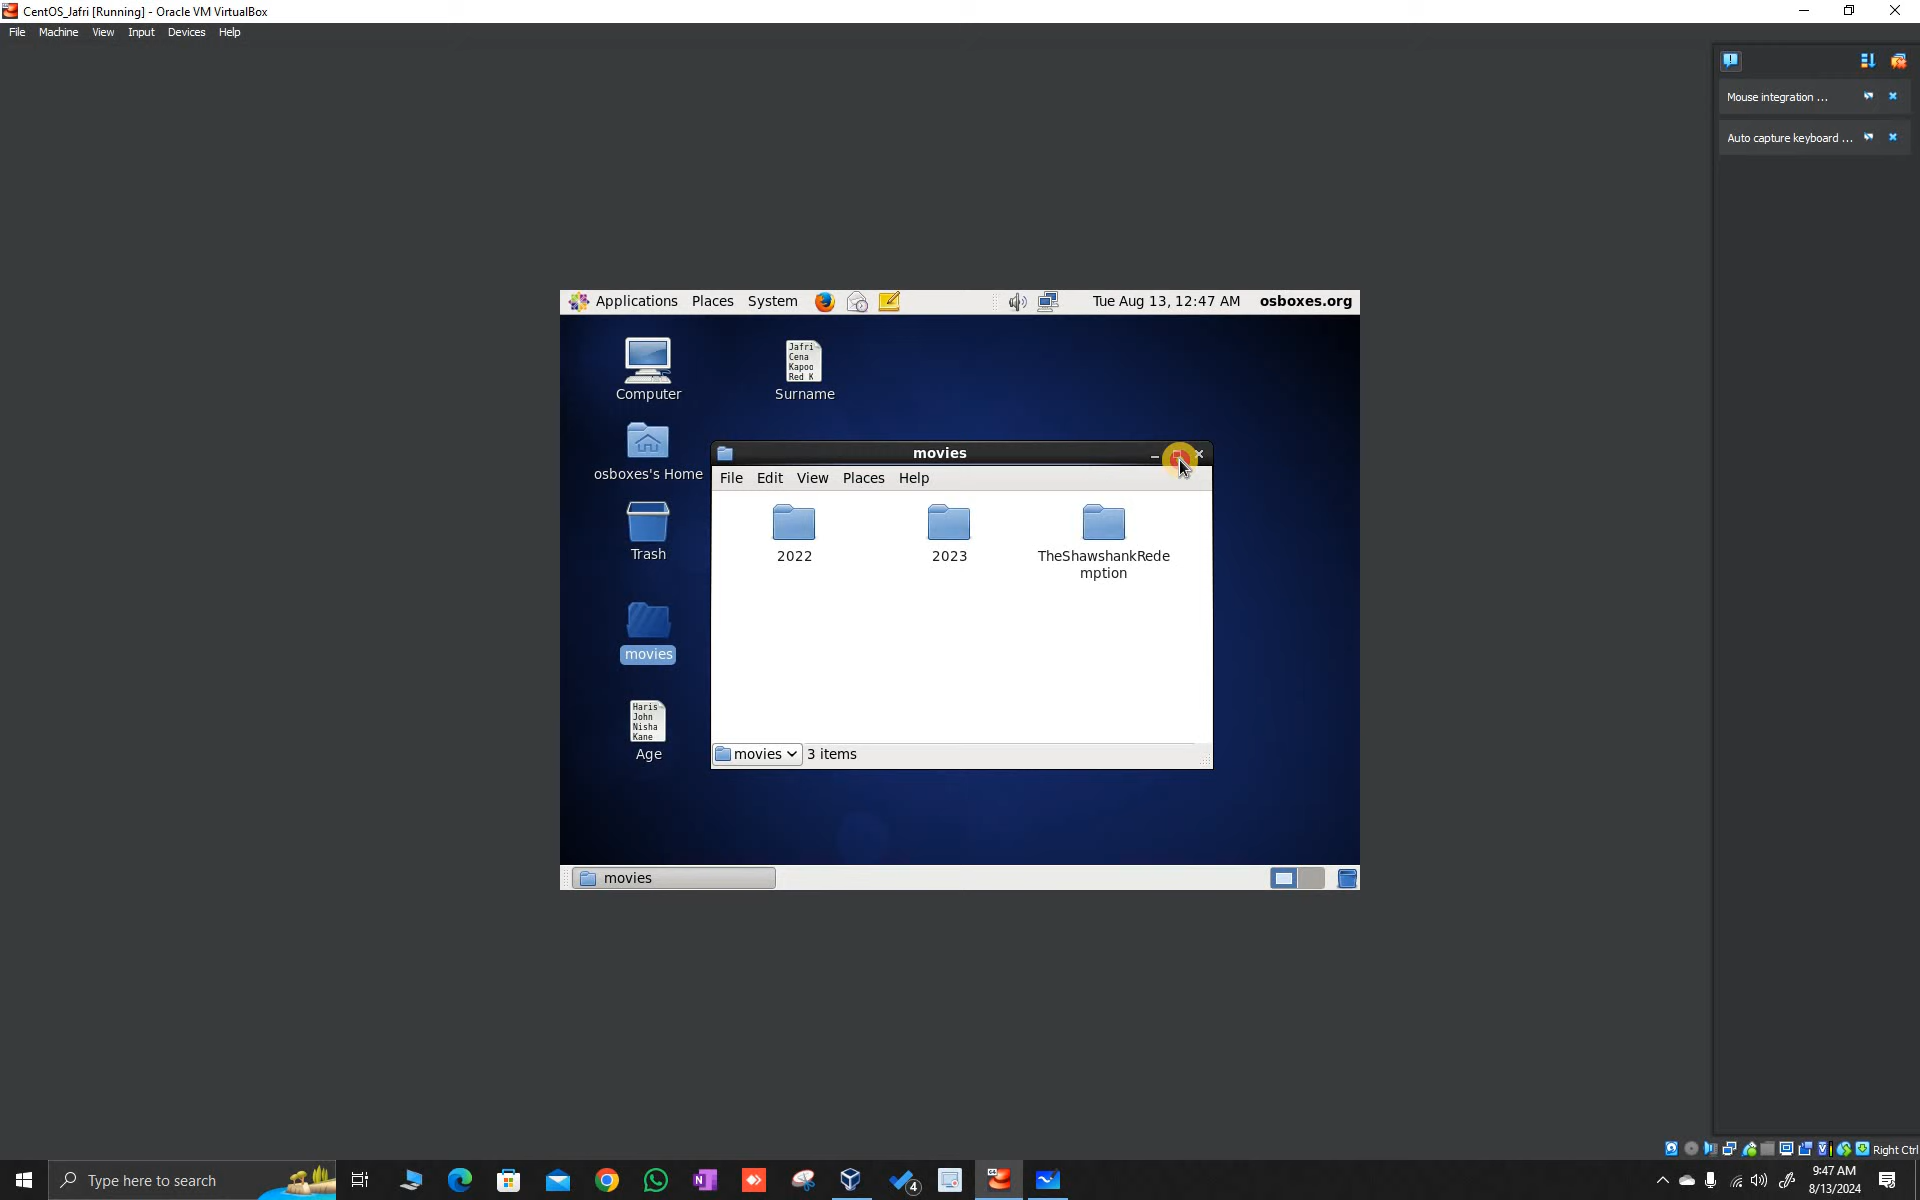 CentOS_Jafri [Running] - Oracle VM VirtualBox
File Machine View Input Devices Help
Mouse integration ...
Auto capture keyboard ...
Applications Places System Tue Aug 13, 12:47 AM osboxes.org
Computer
Jafri
Cena
Kapoo
Red K
Surname
osboxes's Home
Trash
movies
Haris
John
Nisha
Kane
Age
movies
File Edit View Places Help
2022
2023
TheShawshankRede
mption
movies 3 items
movies
Right Ctrl
Type here to search
4
9:47 AM
8/13/2024